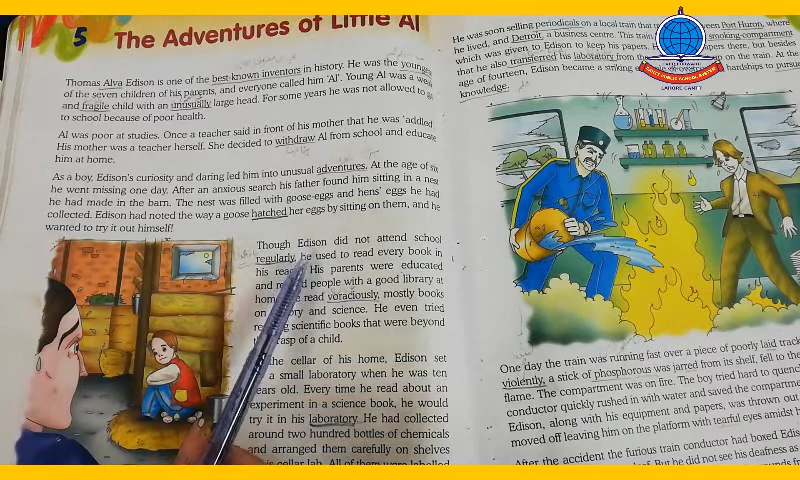 5 The Adventures of Little Al
Thomas Alva Edison is one of the best-known inventors in history. He was the youngest
of the seven children of his parents, and everyone called him 'Al'. Young Al was a weak
and fragile child with an unusually large head. For some years he was not allowed to
to school because of poor health.
Al was poor at studies. Once a teacher said in front of his mother that he was 'addled'.
His mother was a teacher herself. She decided to withdraw Al from school and educate
him at home.
As a boy, Edison's curiosity and daring led him into unusual adventures. At the age of six
he went missing one day. After an anxious search his father found him sitting in a nest
he had made in the barn. The nest was filled with goose-eggs and hens' eggs he had
collected. Edison had noted the way a goose hatched her eggs by sitting on them, and he
wanted to try it out himself!
Though Edison did not attend school
regularly, he used to read every book in
his His parents were educated
and people with a good library at
read voraciously, mostly books
on and science. He even tried
scientific books that were beyond
of a child.
the cellar of his home, Edison set
a small laboratory when he was ten
years old. Every time he read about an
experiment in a science book, he would
try it in his laboratory. He had collected
around two hundred bottles of chemicals
and arranged them carefully on shelves
cellar lab. All of them were labelled
He was soon selling periodicals on a local train that Port Huron, where
he lived, and Detroit, a business centre. This train smoking-compartment
which was given to Edison to keep his papers. papers there, but besides
that he also transferred his laboratory from the on the train. At the
age of fourteen, Edison became a striking hardships to pursue
knowledge.
LAHORE CANTT
One day the train was running fast over a piece of poorly laid track
violently, a stick of phosphorous was jarred from its shelf, fell to the
flame. The compartment was on fire. The boy tried hard to quench
conductor quickly rushed in with water and saved the compartment
Edison, along with his equipment and papers, was thrown out
moved off leaving him on the platform with tearful eyes amidst
After the accident the furious train conductor had boxed
But he did not see his deafness as